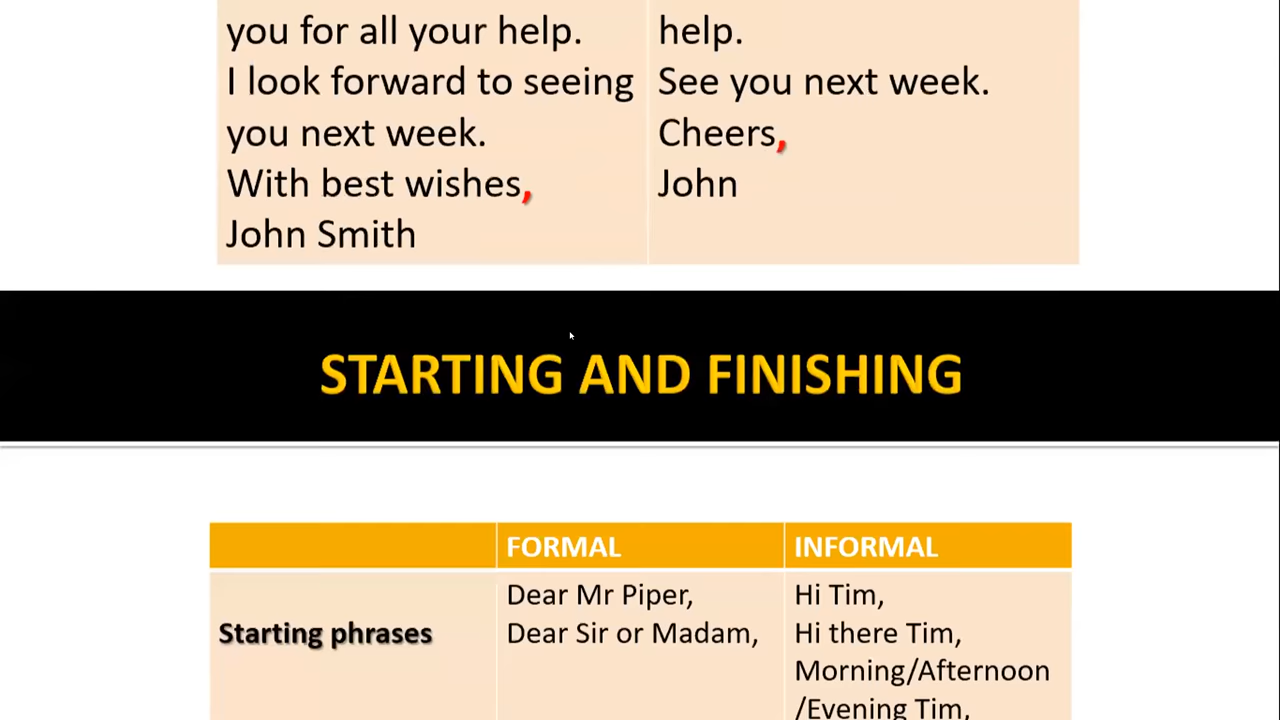 you for all your help.
I look forward to seeing
you next week.
With best wishes,
John Smith
help.
See you next week.
Cheers,
John
STARTING AND FINISHING
FORMAL
INFORMAL
Starting phrases
Dear Mr Piper,
Dear Sir or Madam,
Hi Tim,
Hi there Tim,
Morning/Afternoon
/Evening Tim,